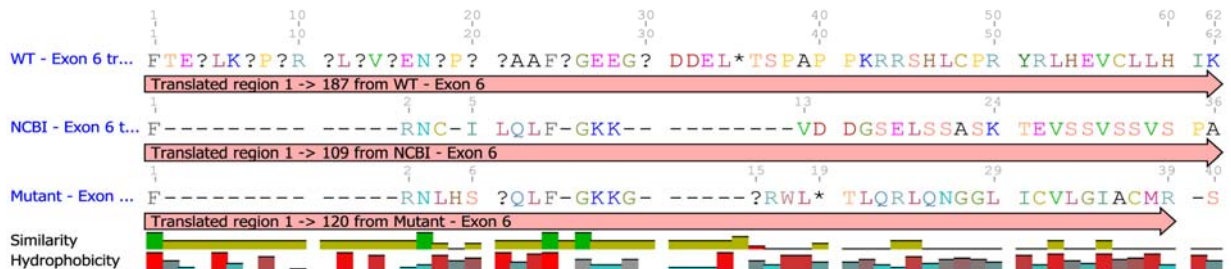 1 10 20 30 40 50 60 62
1 10 20 30 40 50 60 62
WT - Exon 6 tr... FTE?LK?P?R ?L?V?EN?P? ?AAF?GEEG? DDEL*TSPAP PKRRSHLCPR YRLHEVCLLH IK
Translated region 1 -> 187 from WT - Exon 6
1 2 5 13 24 36
NCBI - Exon 6 t... F--------- -----RNC-I LQLF-GKK-- --------VD DGSELSSASK TEVSSVSSVS PA
Translated region 1 -> 109 from NCBI - Exon 6
1 2 6 15 19 29 39 40
Mutant - Exon ... F--------- -----RNLHS ?QLF-GKKG- -----?RWL* TLQRLQNGGL ICVLGIACMR -S
Translated region 1 -> 120 from Mutant - Exon 6
Similarity
Hydrophobicity